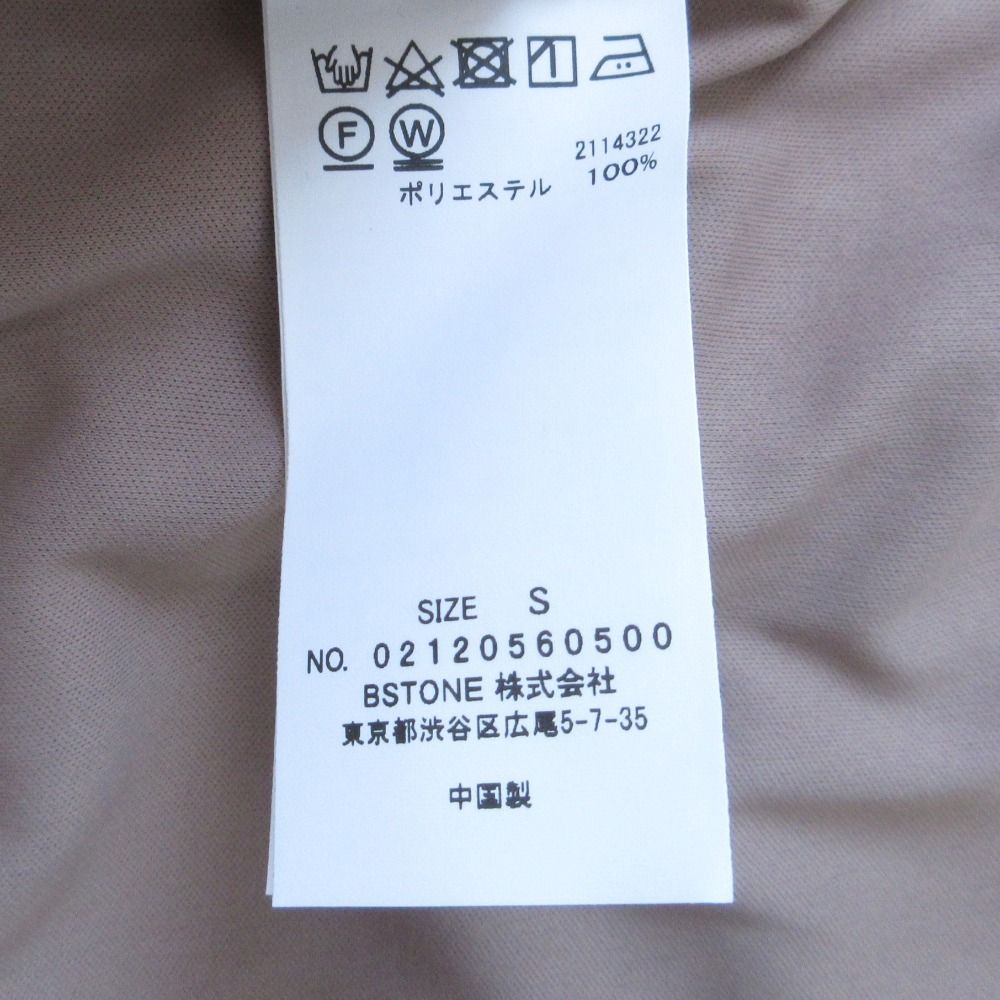 F W
2114322
ポリエステル 100%
SIZE S
NO. 02120560500
BSTONE 株式会社
東京都渋谷区広尾5-7-35
中国製